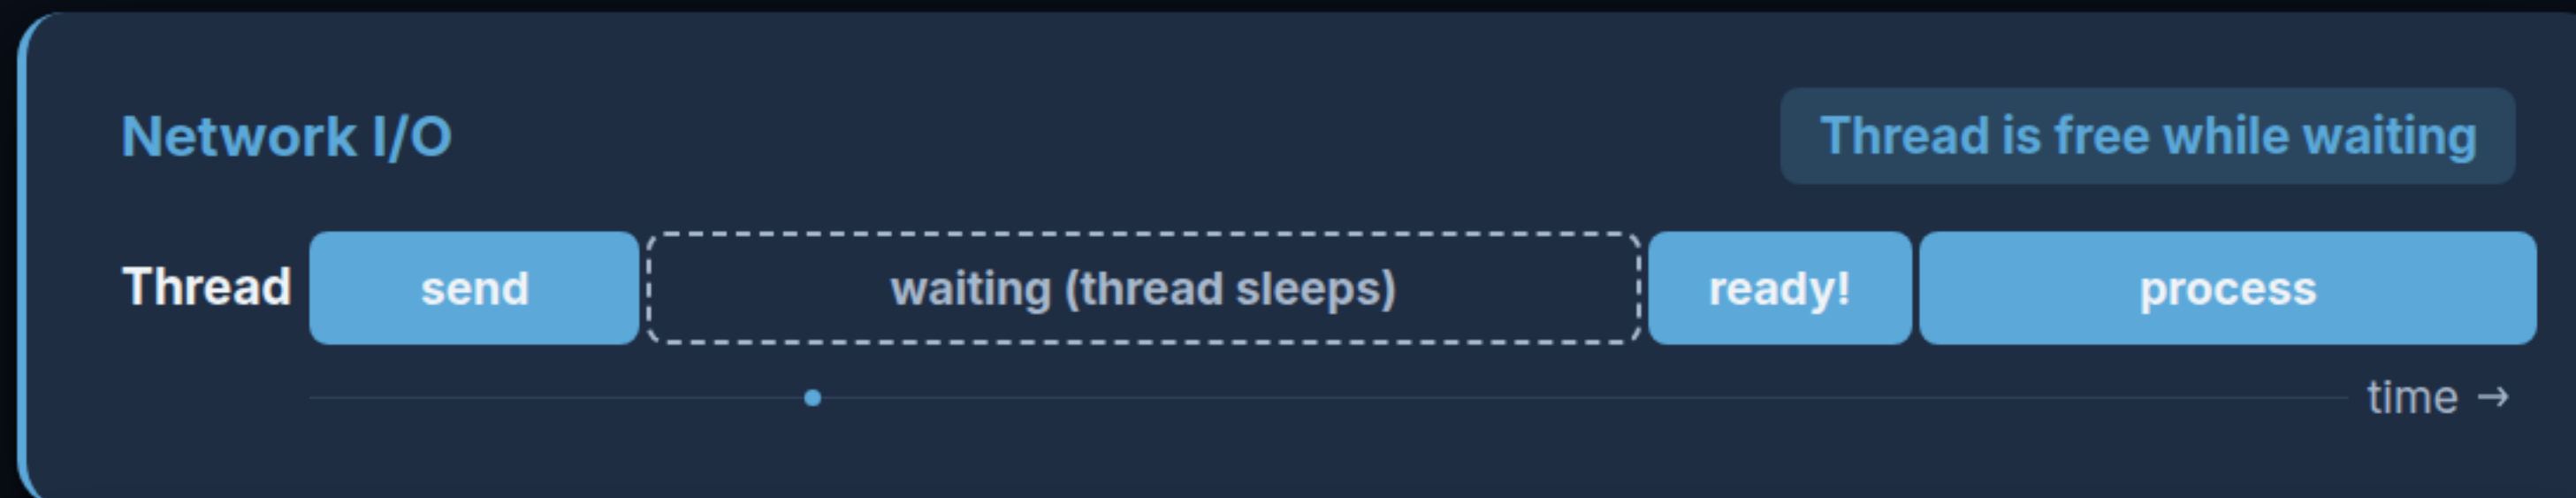 Network I/O
Thread is free while waiting
Thread send waiting (thread sleeps) ready! process
time →